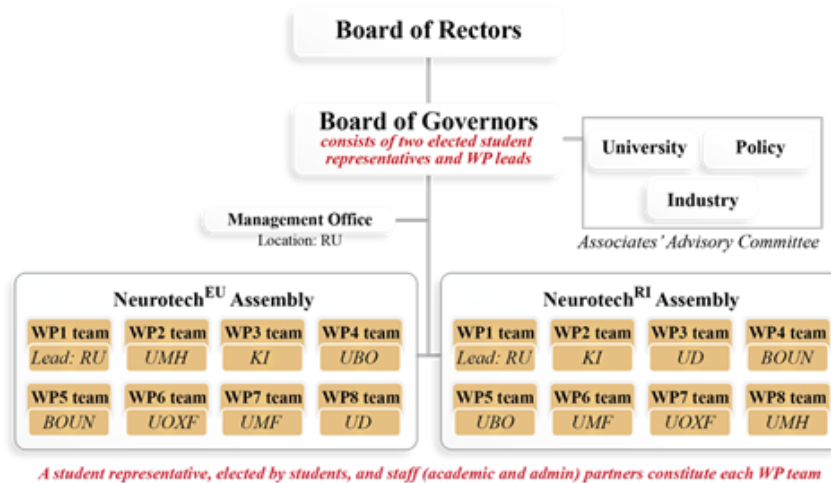 Board of Rectors
Board of Governors
consists of two elected student
representatives and WP leads
University
Policy
Industry
Associates' Advisory Committee
Management Office
Location: RU
Neurotech^EU Assembly
WP1 team
WP2 team
WP3 team
WP4 team
Lead: RU
UMH
KI
UBO
WP5 team
WP6 team
WP7 team
WP8 team
BOUN
UOXF
UMF
UD
Neurotech^RI Assembly
WP1 team
WP2 team
WP3 team
WP4 team
Lead: RU
KI
UD
BOUN
WP5 team
WP6 team
WP7 team
WP8 team
UBO
UMF
UOXF
UMH
A student representative, elected by students, and staff (academic and admin) partners constitute each WP team